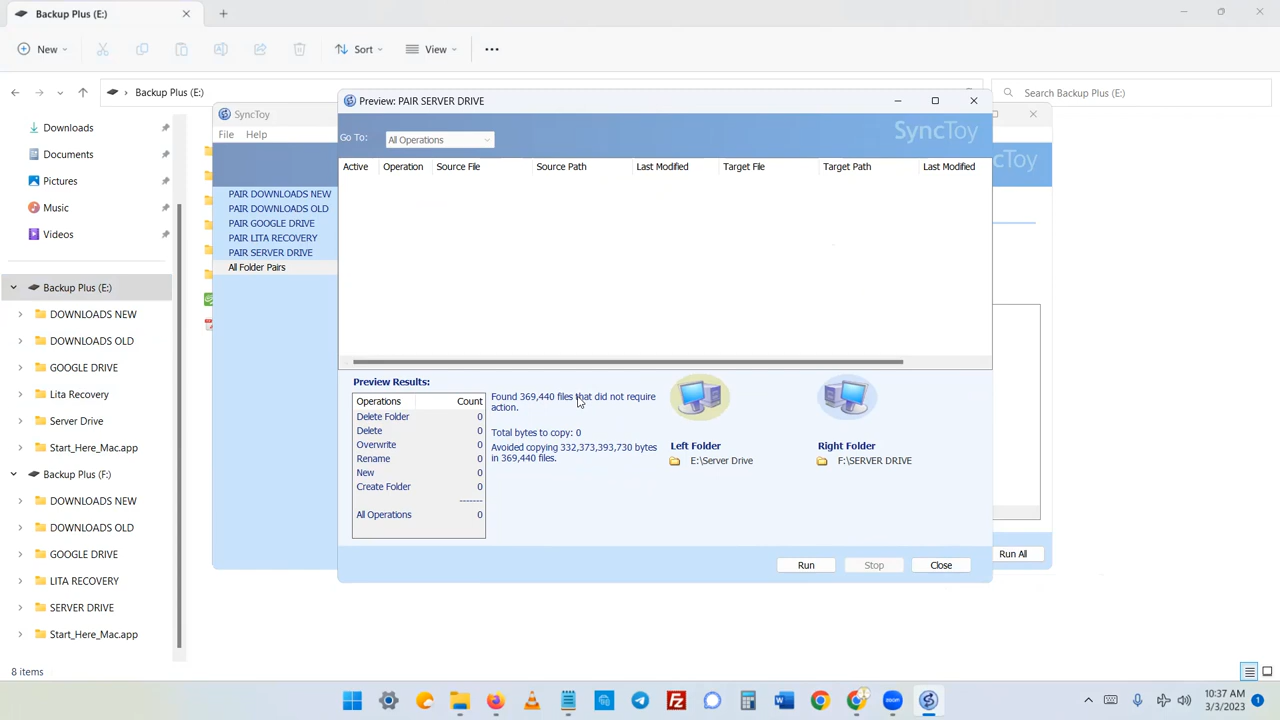 Backup Plus (E:)
New
Sort
View
Backup Plus (E:)
Search Backup Plus (E:)
Downloads
Documents
Pictures
Music
Videos
Backup Plus (E:)
DOWNLOADS NEW
DOWNLOADS OLD
GOOGLE DRIVE
Lita Recovery
Server Drive
Start_Here_Mac.app
Backup Plus (F:)
DOWNLOADS NEW
DOWNLOADS OLD
GOOGLE DRIVE
LITA RECOVERY
SERVER DRIVE
Start_Here_Mac.app
8 items
SyncToy
File Help
PAIR DOWNLOADS NEW
PAIR DOWNLOADS OLD
PAIR GOOGLE DRIVE
PAIR LITA RECOVERY
PAIR SERVER DRIVE
All Folder Pairs
Run All
Preview: PAIR SERVER DRIVE
Go To: All Operations
SyncToy
Active Operation Source File Source Path Last Modified Target File Target Path Last Modified
Preview Results:
Operations Count
Delete Folder 0
Delete 0
Overwrite 0
Rename 0
New 0
Create Folder 0
-------
All Operations 0
Found 369,440 files that did not require
action.
Total bytes to copy: 0
Avoided copying 332,373,393,730 bytes
in 369,440 files.
Left Folder
E:\Server Drive
Right Folder
F:\SERVER DRIVE
Run Stop Close
10:37 AM
3/3/2023
1